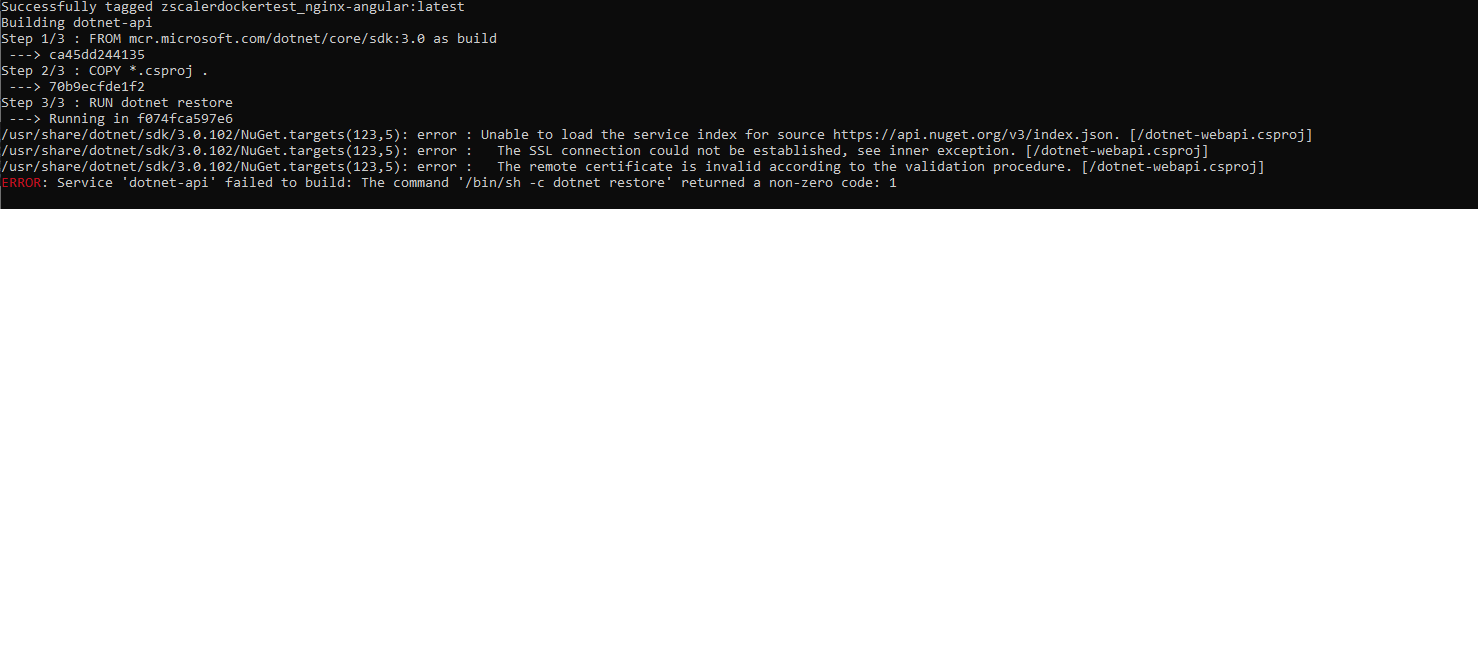 Successfully tagged zscalerdockertest_nginx-angular:latest
Building dotnet-api
Step 1/3 : FROM mcr.microsoft.com/dotnet/core/sdk:3.0 as build
 ---> ca45dd244135
Step 2/3 : COPY *.csproj .
 ---> 70b9ecfde1f2
Step 3/3 : RUN dotnet restore
 ---> Running in f074fca597e6
/usr/share/dotnet/sdk/3.0.102/NuGet.targets(123,5): error : Unable to load the service index for source https://api.nuget.org/v3/index.json. [/dotnet-webapi.csproj]
/usr/share/dotnet/sdk/3.0.102/NuGet.targets(123,5): error :   The SSL connection could not be established, see inner exception. [/dotnet-webapi.csproj]
/usr/share/dotnet/sdk/3.0.102/NuGet.targets(123,5): error :   The remote certificate is invalid according to the validation procedure. [/dotnet-webapi.csproj]
ERROR: Service 'dotnet-api' failed to build: The command '/bin/sh -c dotnet restore' returned a non-zero code: 1